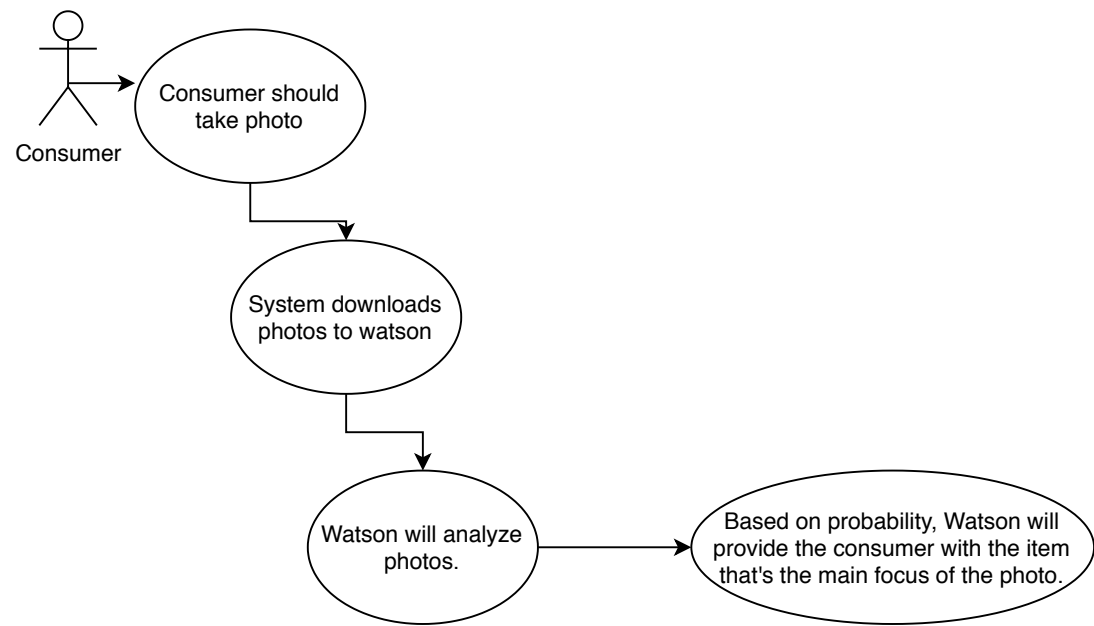 Consumer should
take photo
Consumer
System downloads
photos to watson
Watson will analyze
photos.
Based on probability, Watson will
provide the consumer with the item
that's the main focus of the photo.